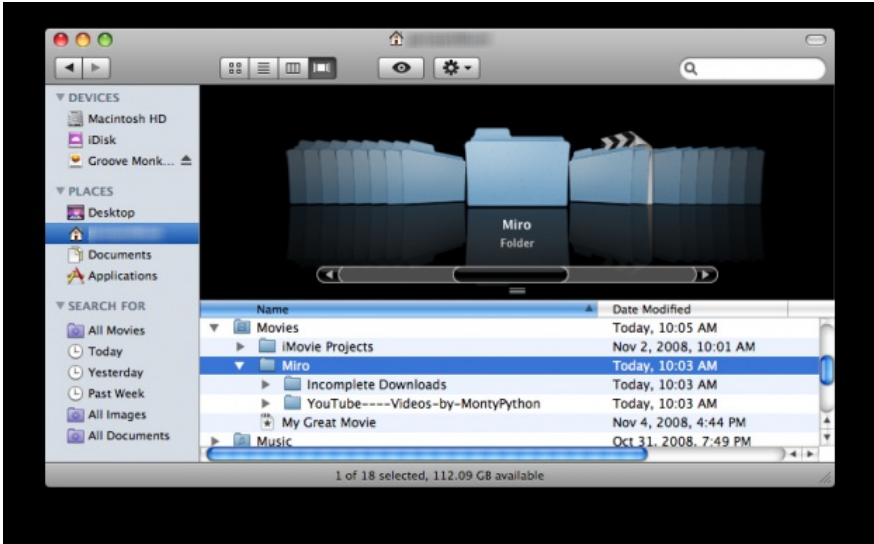 DEVICES
Macintosh HD
iDisk
Groove Monk...
PLACES
Desktop
Documents
Applications
SEARCH FOR
All Movies
Today
Yesterday
Past Week
All Images
All Documents
Miro
Folder
Name Date Modified
Movies Today, 10:05 AM
iMovie Projects Nov 2, 2008, 10:01 AM
Miro Today, 10:03 AM
Incomplete Downloads Today, 10:03 AM
YouTube----Videos-by-MontyPython Today, 10:03 AM
My Great Movie Nov 4, 2008, 4:44 PM
Music Oct 31, 2008, 7:49 PM
1 of 18 selected, 112.09 GB available